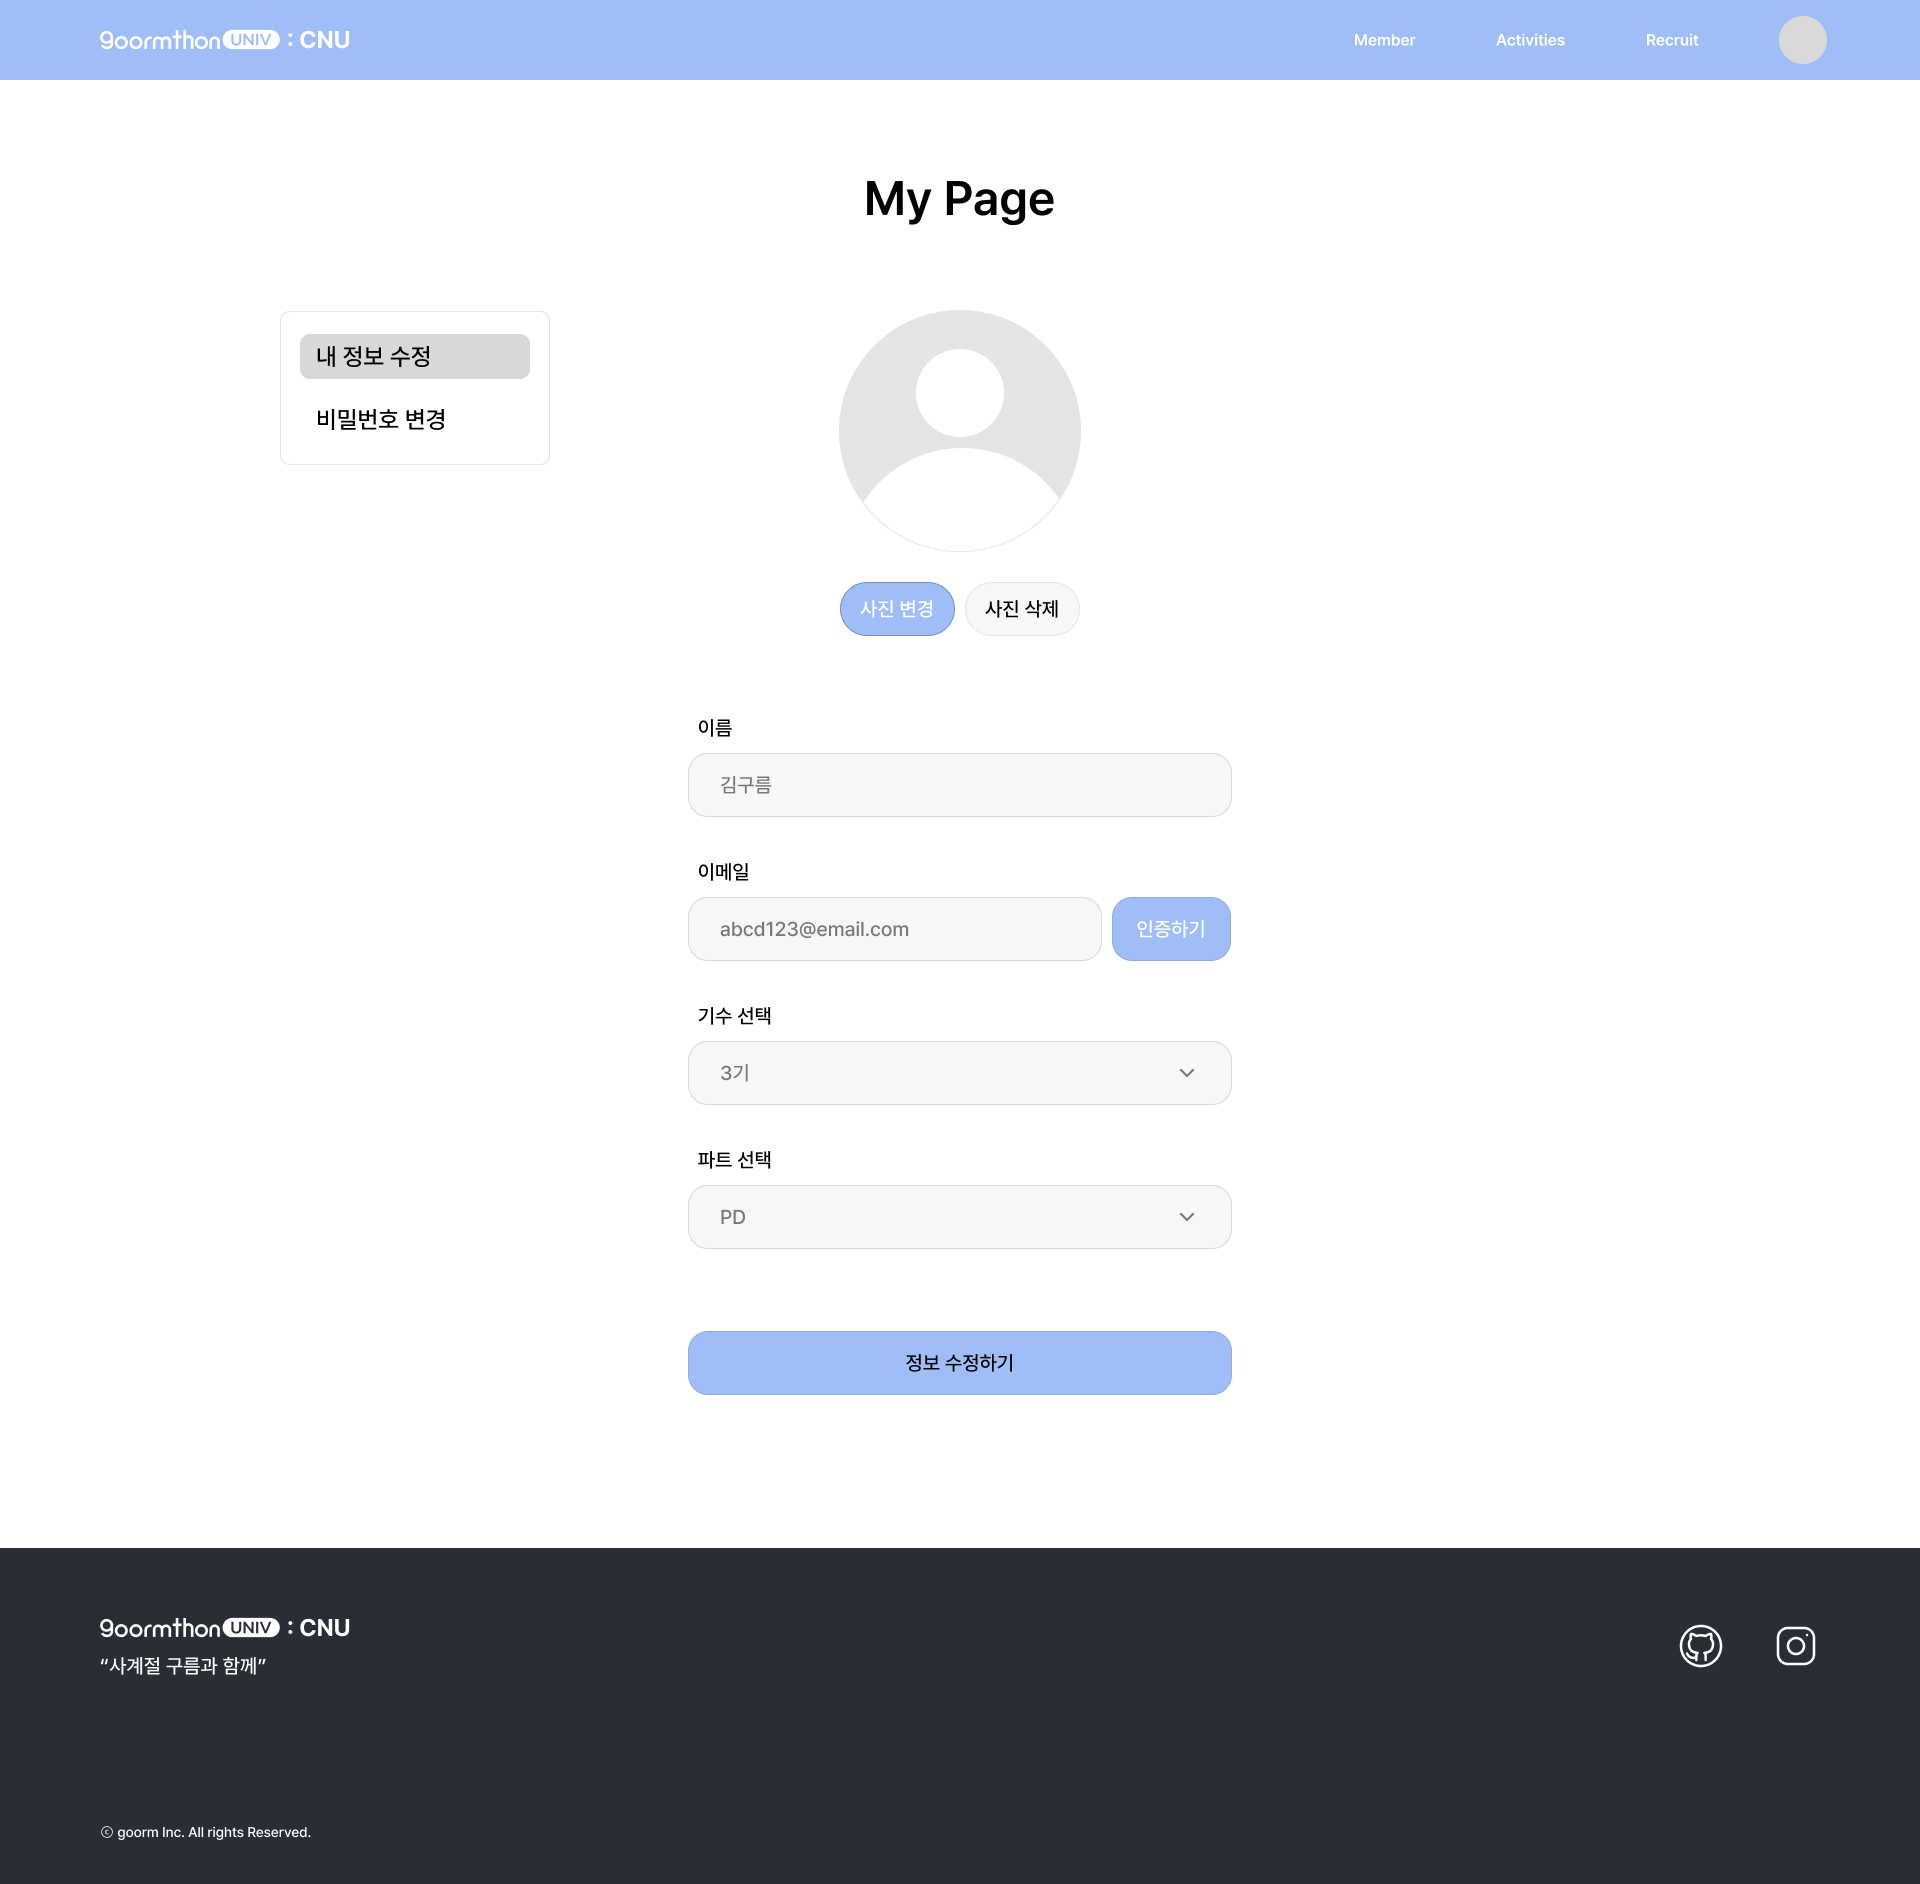 goormthon UNIV : CNU
Member Activities Recruit
My Page
내 정보 수정
비밀번호 변경
사진 변경 사진 삭제
이름
김구름
이메일
abcd123@email.com 인증하기
기수 선택
3기
파트 선택
PD
정보 수정하기
goormthon UNIV : CNU
“사계절 구름과 함께”
ⓒ goorm Inc. All rights Reserved.